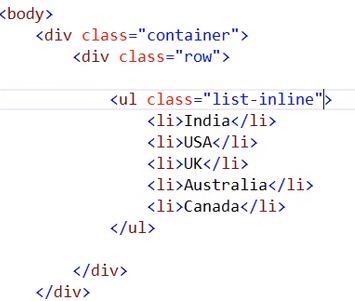 <body>
    <div class="container">
        <div class="row">

            <ul class="list-inline">
                <li>India</li>
                <li>USA</li>
                <li>UK</li>
                <li>Australia</li>
                <li>Canada</li>
            </ul>

        </div>
    </div>